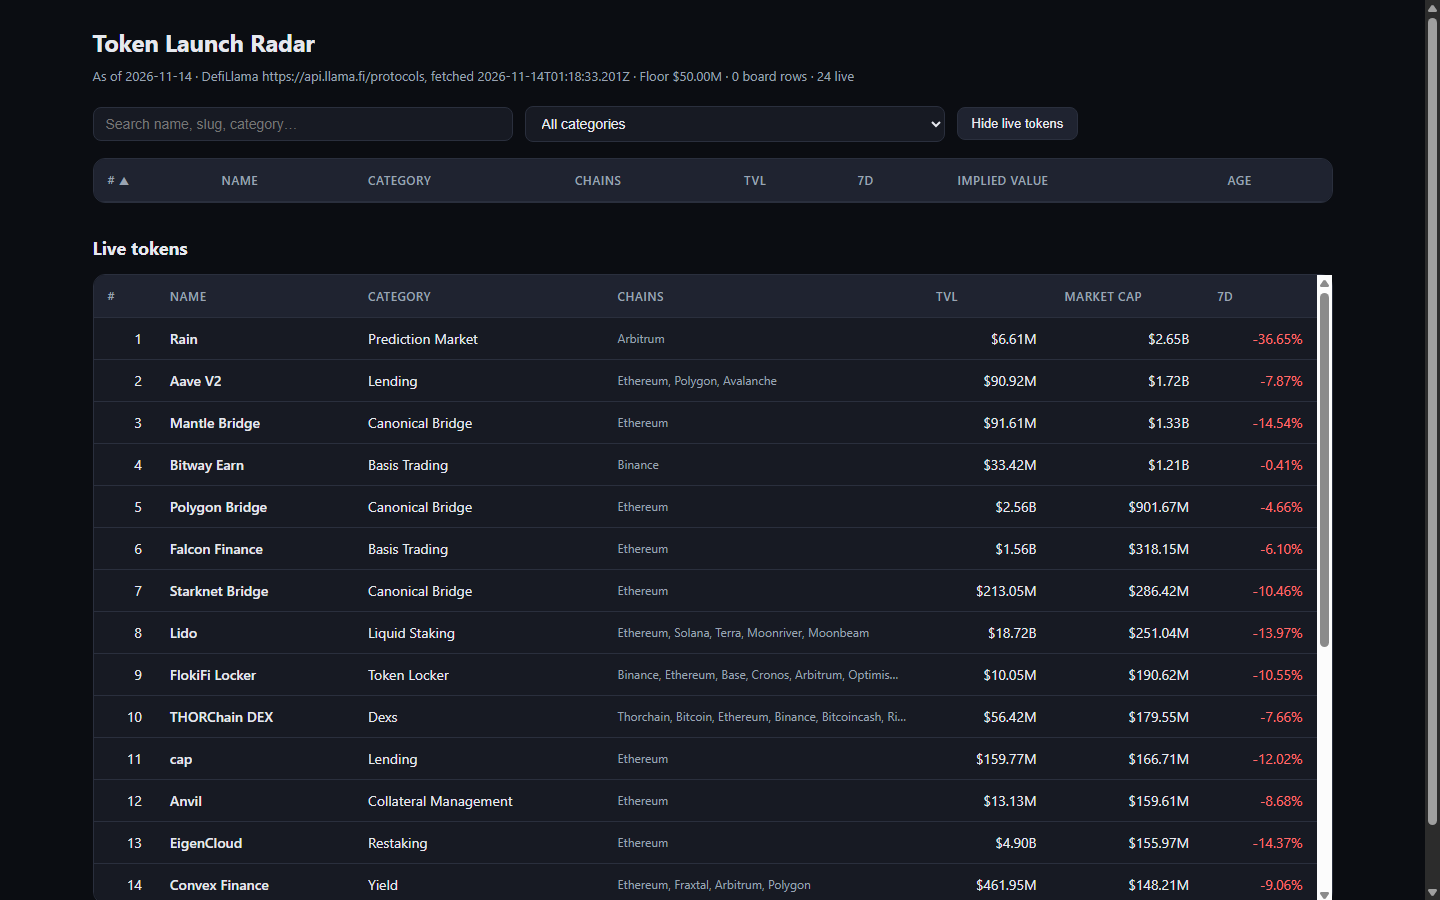 Token Launch Radar
As of 2026-11-14 · DefiLlama https://api.llama.fi/protocols, fetched 2026-11-14T01:18:33.201Z · Floor $50.00M · 0 board rows · 24 live
Search name, slug, category… All categories Hide live tokens
# ▲ NAME CATEGORY CHAINS TVL 7D IMPLIED VALUE AGE
Live tokens
# NAME CATEGORY CHAINS TVL MARKET CAP 7D
1 Rain Prediction Market Arbitrum $6.61M $2.65B -36.65%
2 Aave V2 Lending Ethereum, Polygon, Avalanche $90.92M $1.72B -7.87%
3 Mantle Bridge Canonical Bridge Ethereum $91.61M $1.33B -14.54%
4 Bitway Earn Basis Trading Binance $33.42M $1.21B -0.41%
5 Polygon Bridge Canonical Bridge Ethereum $2.56B $901.67M -4.66%
6 Falcon Finance Basis Trading Ethereum $1.56B $318.15M -6.10%
7 Starknet Bridge Canonical Bridge Ethereum $213.05M $286.42M -10.46%
8 Lido Liquid Staking Ethereum, Solana, Terra, Moonriver, Moonbeam $18.72B $251.04M -13.97%
9 FlokiFi Locker Token Locker Binance, Ethereum, Base, Cronos, Arbitrum, Optimis... $10.05M $190.62M -10.55%
10 THORChain DEX Dexs Thorchain, Bitcoin, Ethereum, Binance, Bitcoincash, Ri... $56.42M $179.55M -7.66%
11 cap Lending Ethereum $159.77M $166.71M -12.02%
12 Anvil Collateral Management Ethereum $13.13M $159.61M -8.68%
13 EigenCloud Restaking Ethereum $4.90B $155.97M -14.37%
14 Convex Finance Yield Ethereum, Fraxtal, Arbitrum, Polygon $461.95M $148.21M -9.06%